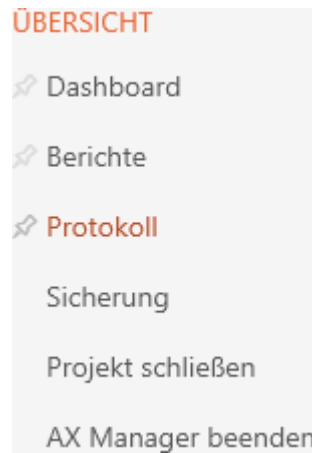 ÜBERSICHT
Dashboard
Berichte
Protokoll
Sicherung
Projekt schließen
AX Manager beenden